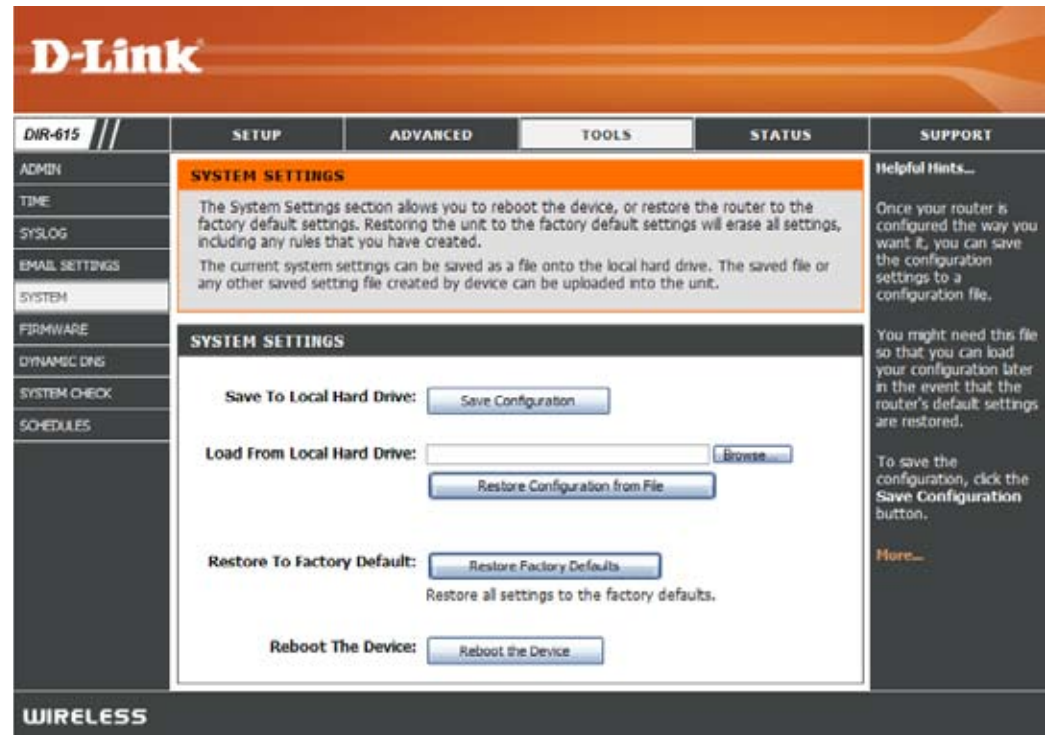 D-Link
DIR-615
SETUP
ADVANCED
TOOLS
STATUS
SUPPORT
ADMIN
TIME
SYSLOG
EMAIL SETTINGS
SYSTEM
FIRMWARE
DYNAMIC DNS
SYSTEM CHECK
SCHEDULES
SYSTEM SETTINGS
The System Settings section allows you to reboot the device, or restore the router to the
factory default settings. Restoring the unit to the factory default settings will erase all settings,
including any rules that you have created.
The current system settings can be saved as a file onto the local hard drive. The saved file or
any other saved setting file created by device can be uploaded into the unit.
SYSTEM SETTINGS
Save To Local Hard Drive:
Save Configuration
Load From Local Hard Drive:
Browse...
Restore Configuration from File
Restore To Factory Default:
Restore Factory Defaults
Restore all settings to the factory defaults.
Reboot The Device:
Reboot the Device
Helpful Hints...
Once your router is
configured the way you
want it, you can save
the configuration
settings to a
configuration file.
You might need this file
so that you can load
your configuration later
in the event that the
router's default settings
are restored.
To save the
configuration, click the
Save Configuration
button.
More...
WIRELESS